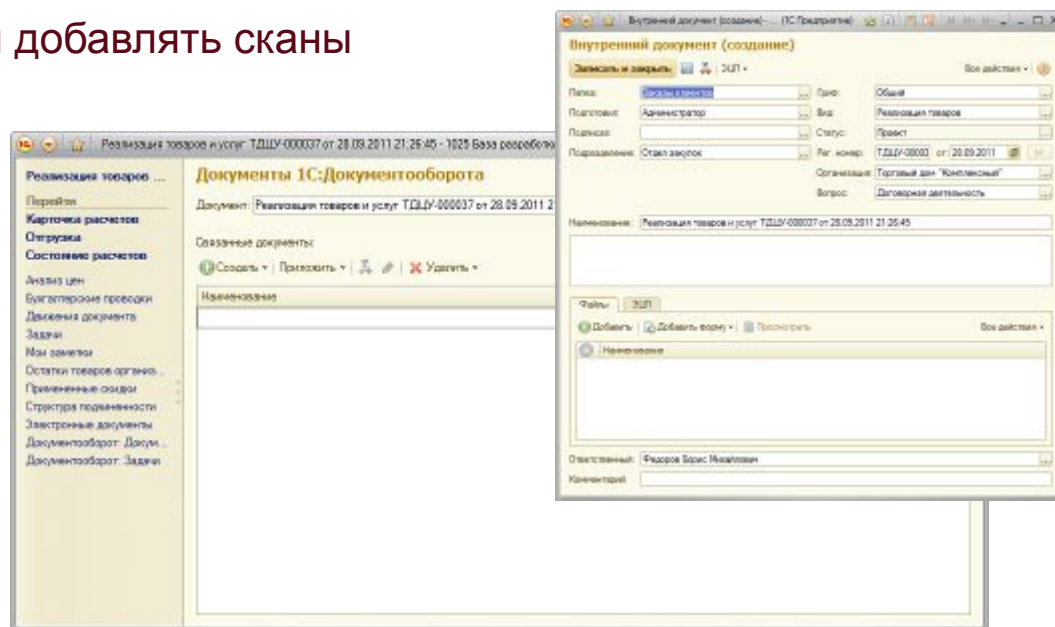 добавлять сканы
Внутренний документ (создание)- ... (1С:Предприятие)
Внутренний документ (создание)
Записать и закрыть ЭЦП Все действия
Папка: Заказы клиентов Гриф: Общий
Подготовил: Администратор Вид: Реализация товаров
Подписал: Статус: Проект
Подразделение: Отдел закупок Рег. номер: ТДЦУ-00003 от: 28.09.2011
Организация: Торговый дом "Комплексный"
Вопрос: Договорная деятельность
Наименование: Реализация товаров и услуг ТДЦУ-000037 от 28.09.2011 21:26:45
Файлы ЭЦП
Добавить Добавить форму Просмотреть Все действия
Наименование
Ответственный: Федоров Борис Михайлович
Комментарий:
Реализация товаров и услуг ТДЦУ-000037 от 28.09.2011 21:26:45 - 1025 База разработки
Реализация товаров ...
Перейти
Карточка расчетов
Отгрузка
Состояние расчетов
Анализ цен
Бухгалтерские проводки
Движения документа
Задачи
Мои заметки
Остатки товаров организ...
Примененные скидки
Структура подчиненности
Электронные документы
Документооборот: Докум...
Документооборот: Задачи
Документы 1С:Документооборота
Документ: Реализация товаров и услуг ТДЦУ-000037 от 28.09.2011 2
Связанные документы:
Создать Приложить Удалить
Наименование